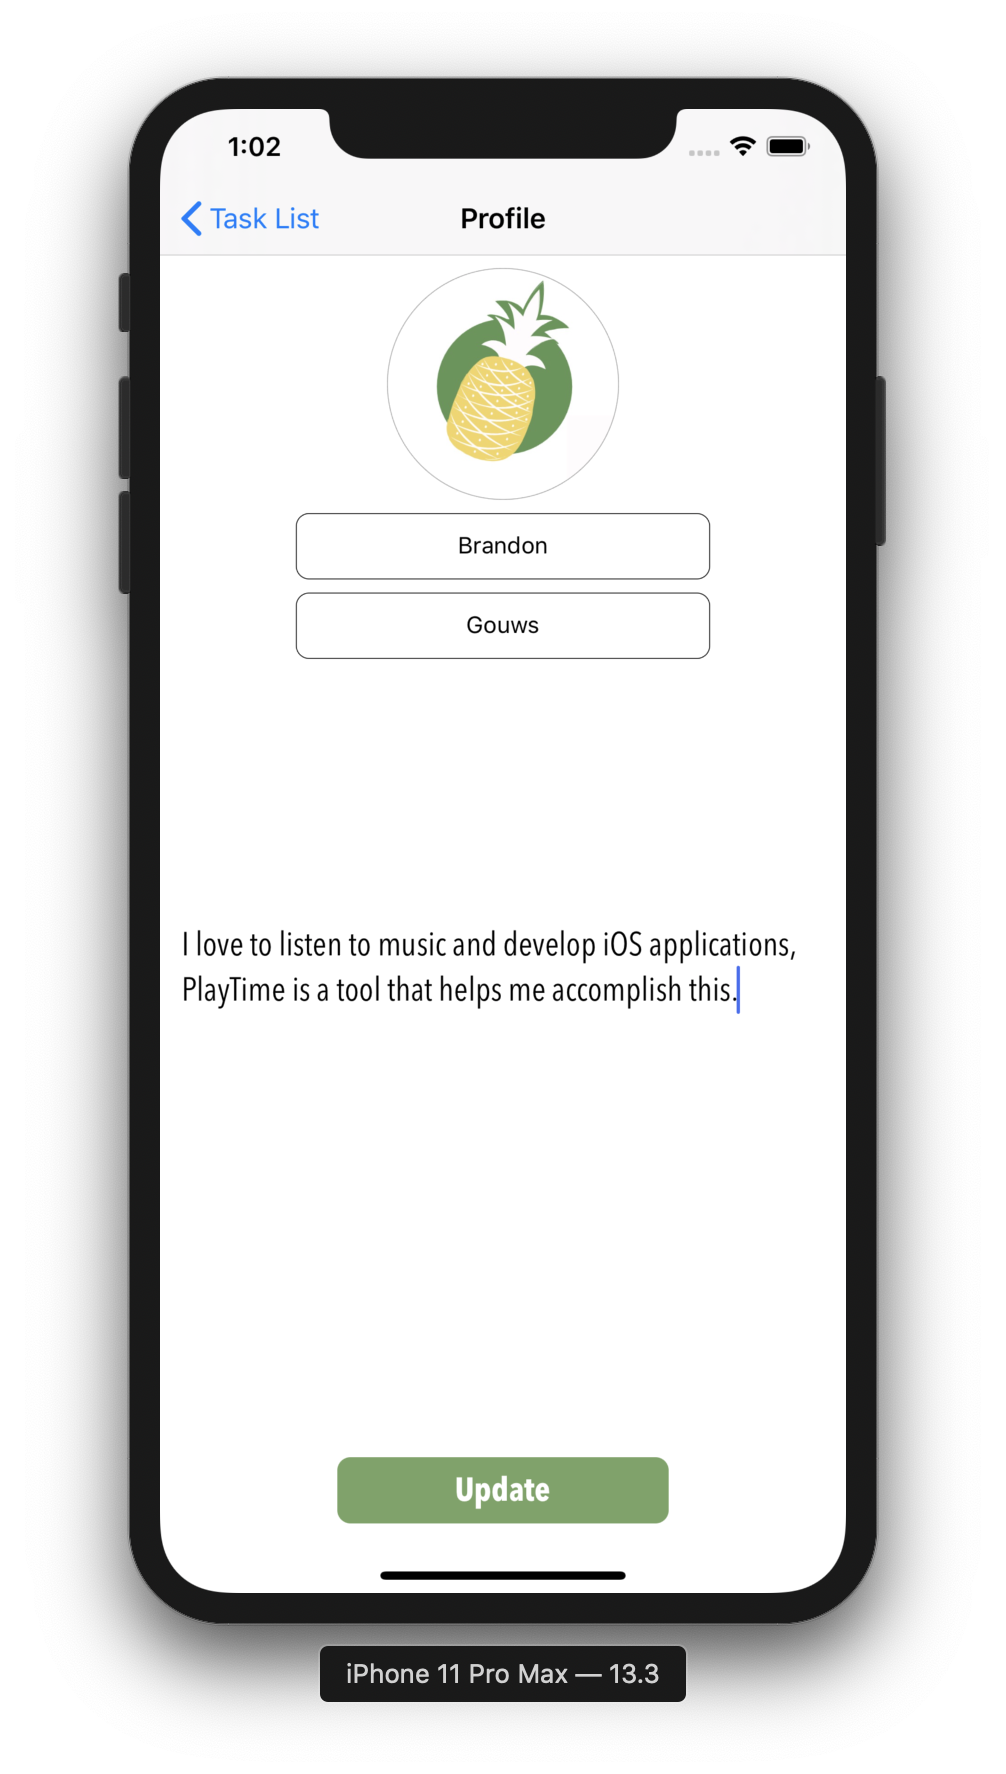 1:02
Task List
Profile
Brandon
Gouws
I love to listen to music and develop iOS applications,
PlayTime is a tool that helps me accomplish this.
Update
iPhone 11 Pro Max — 13.3